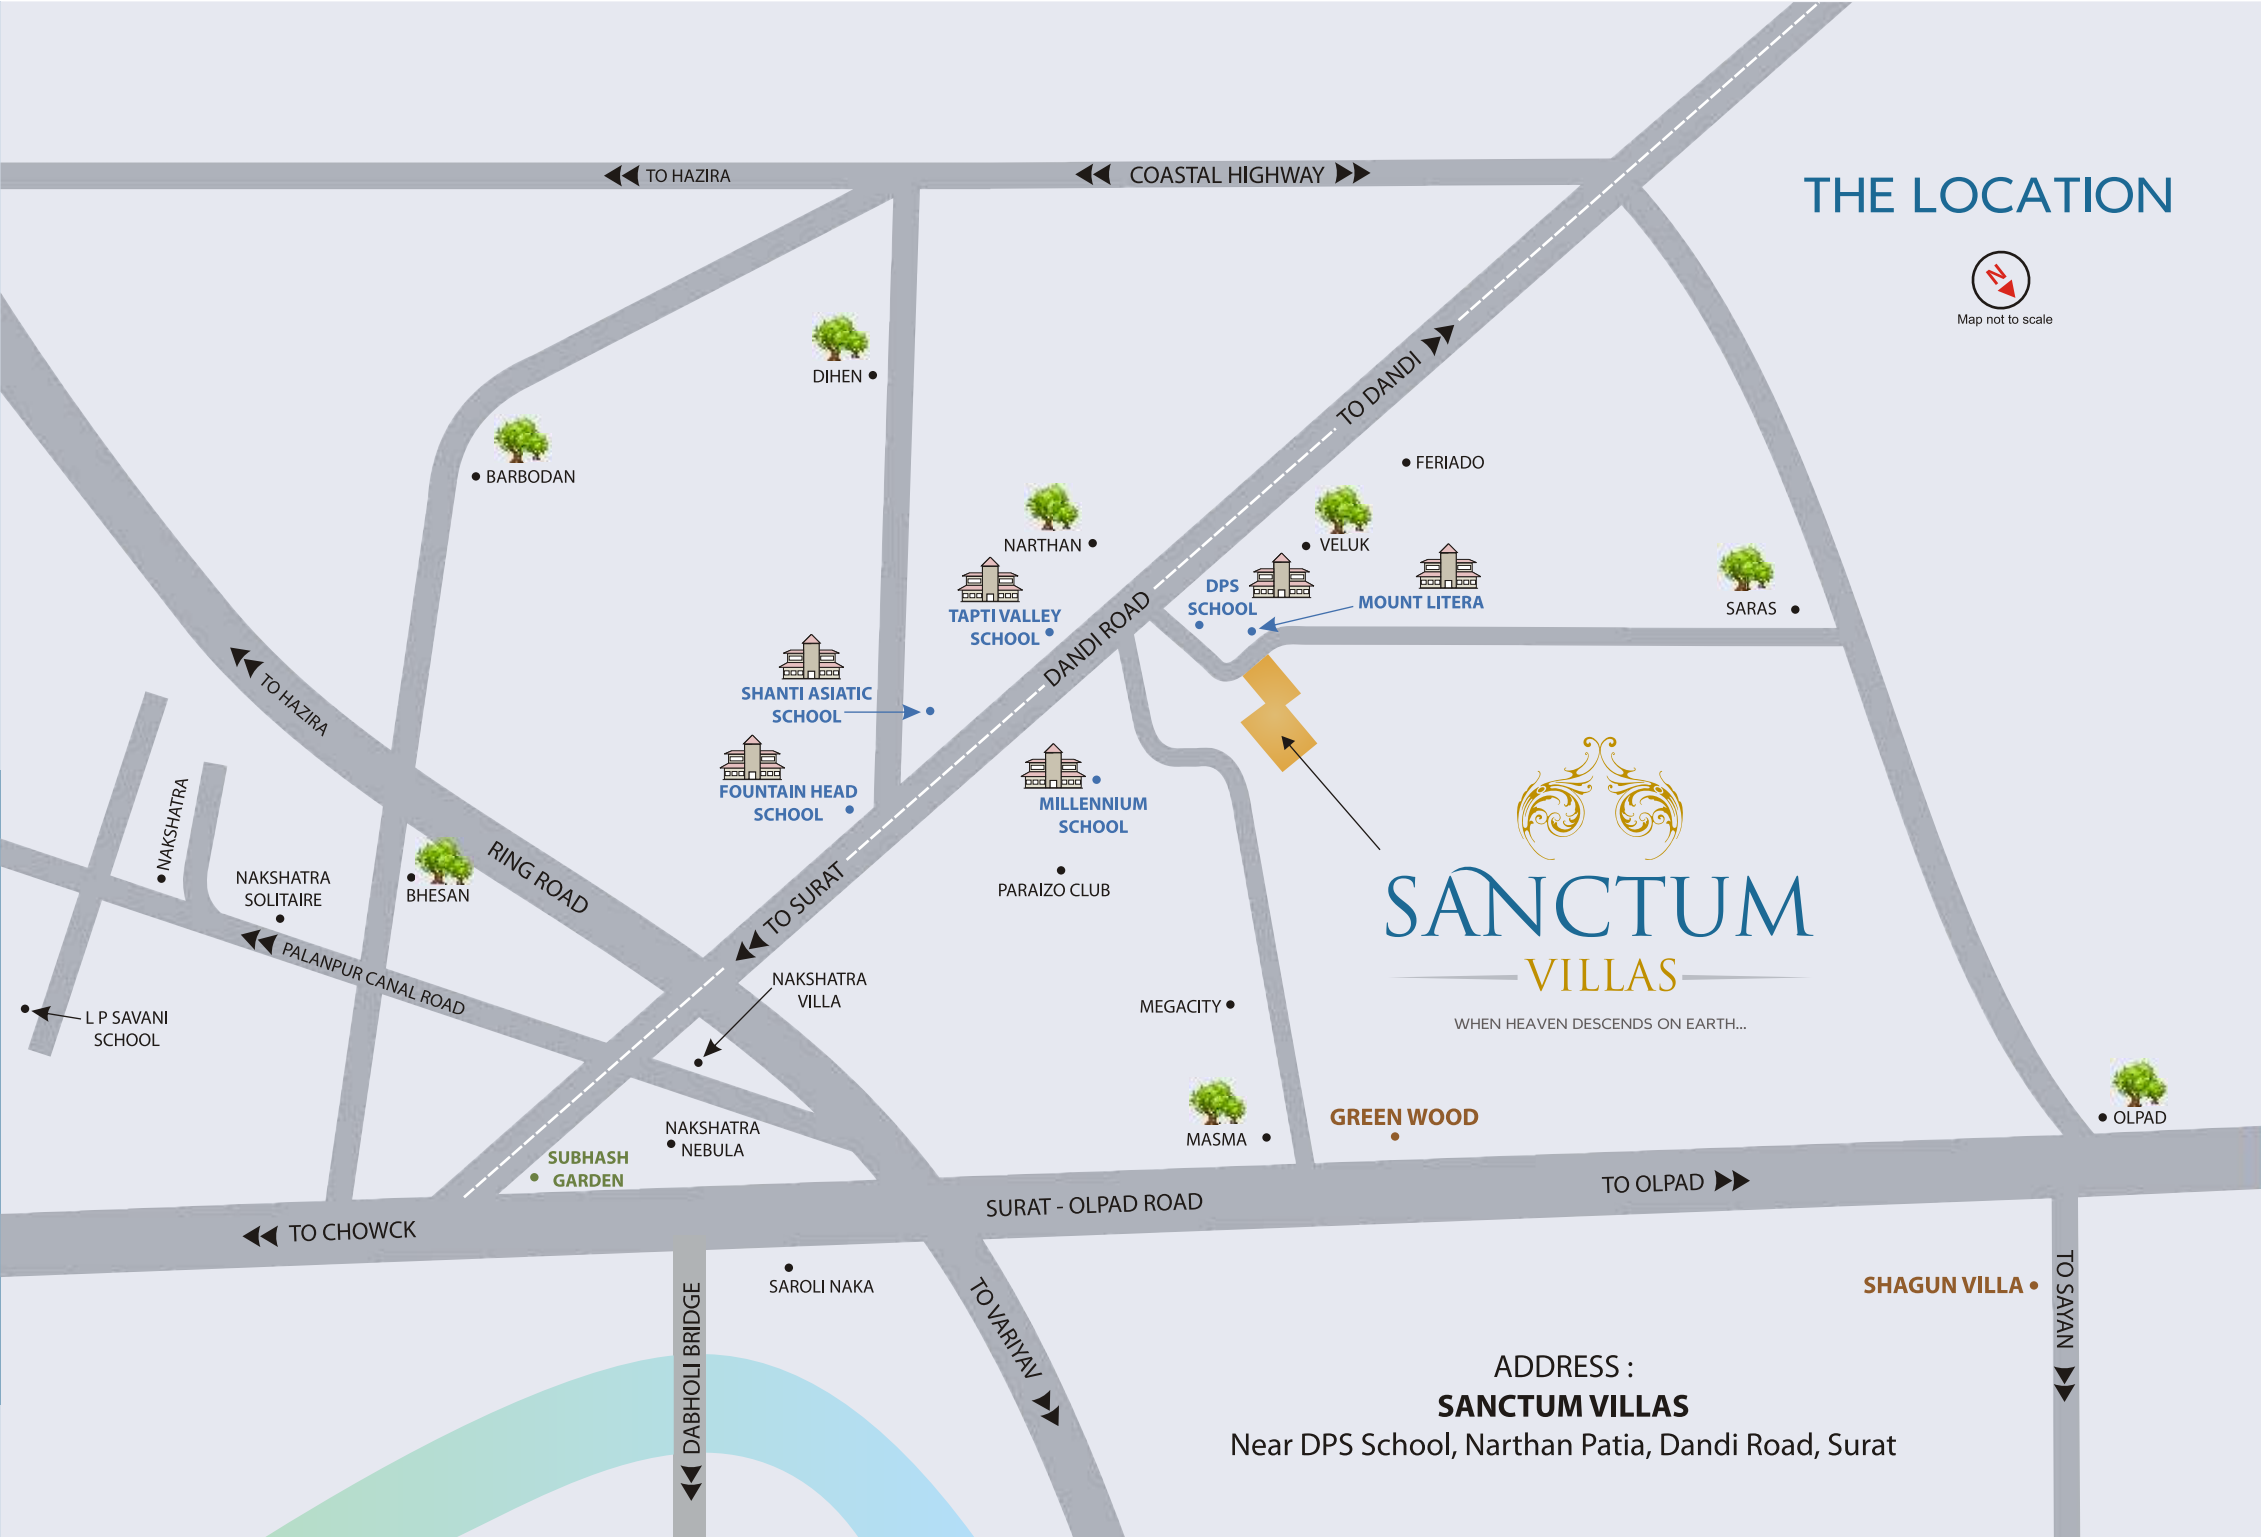 TO HAZIRA
COASTAL HIGHWAY
THE LOCATION
N
Map not to scale
DIHEN
TO DANDI
BARBODAN
FERIADO
NARTHAN
VELUK
TAPTI VALLEY
SCHOOL
DPS
SCHOOL
MOUNT LITERA
SARAS
DANDI ROAD
SHANTI ASIATIC
SCHOOL
TO HAZIRA
FOUNTAIN HEAD
SCHOOL
MILLENNIUM
SCHOOL
NAKSHATRA
NAKSHATRA
SOLITAIRE
BHESAN
RING ROAD
TO SURAT
PARAIZO CLUB
SANCTUM
VILLAS
WHEN HEAVEN DESCENDS ON EARTH...
PALANPUR CANAL ROAD
NAKSHATRA
VILLA
MEGACITY
L P SAVANI
SCHOOL
NAKSHATRA
NEBULA
SUBHASH
GARDEN
MASMA
GREEN WOOD
OLPAD
TO CHOWCK
SURAT - OLPAD ROAD
TO OLPAD
SAROLI NAKA
DABHOLI BRIDGE
TO VARIYAV
SHAGUN VILLA
TO SAYAN
ADDRESS :
SANCTUM VILLAS
Near DPS School, Narthan Patia, Dandi Road, Surat